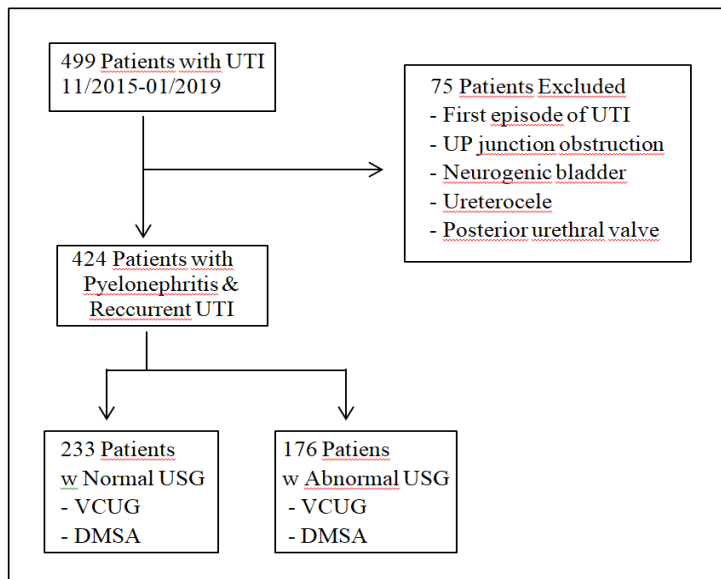 499 Patients with UTI
11/2015-01/2019
75 Patients Excluded
- First episode of UTI
- UP junction obstruction
- Neurogenic bladder
- Ureterocele
- Posterior urethral valve
424 Patients with
Pyelonephritis &
Reccurrent UTI
233 Patients
w Normal USG
- VCUG
- DMSA
176 Patiens
w Abnormal USG
- VCUG
- DMSA